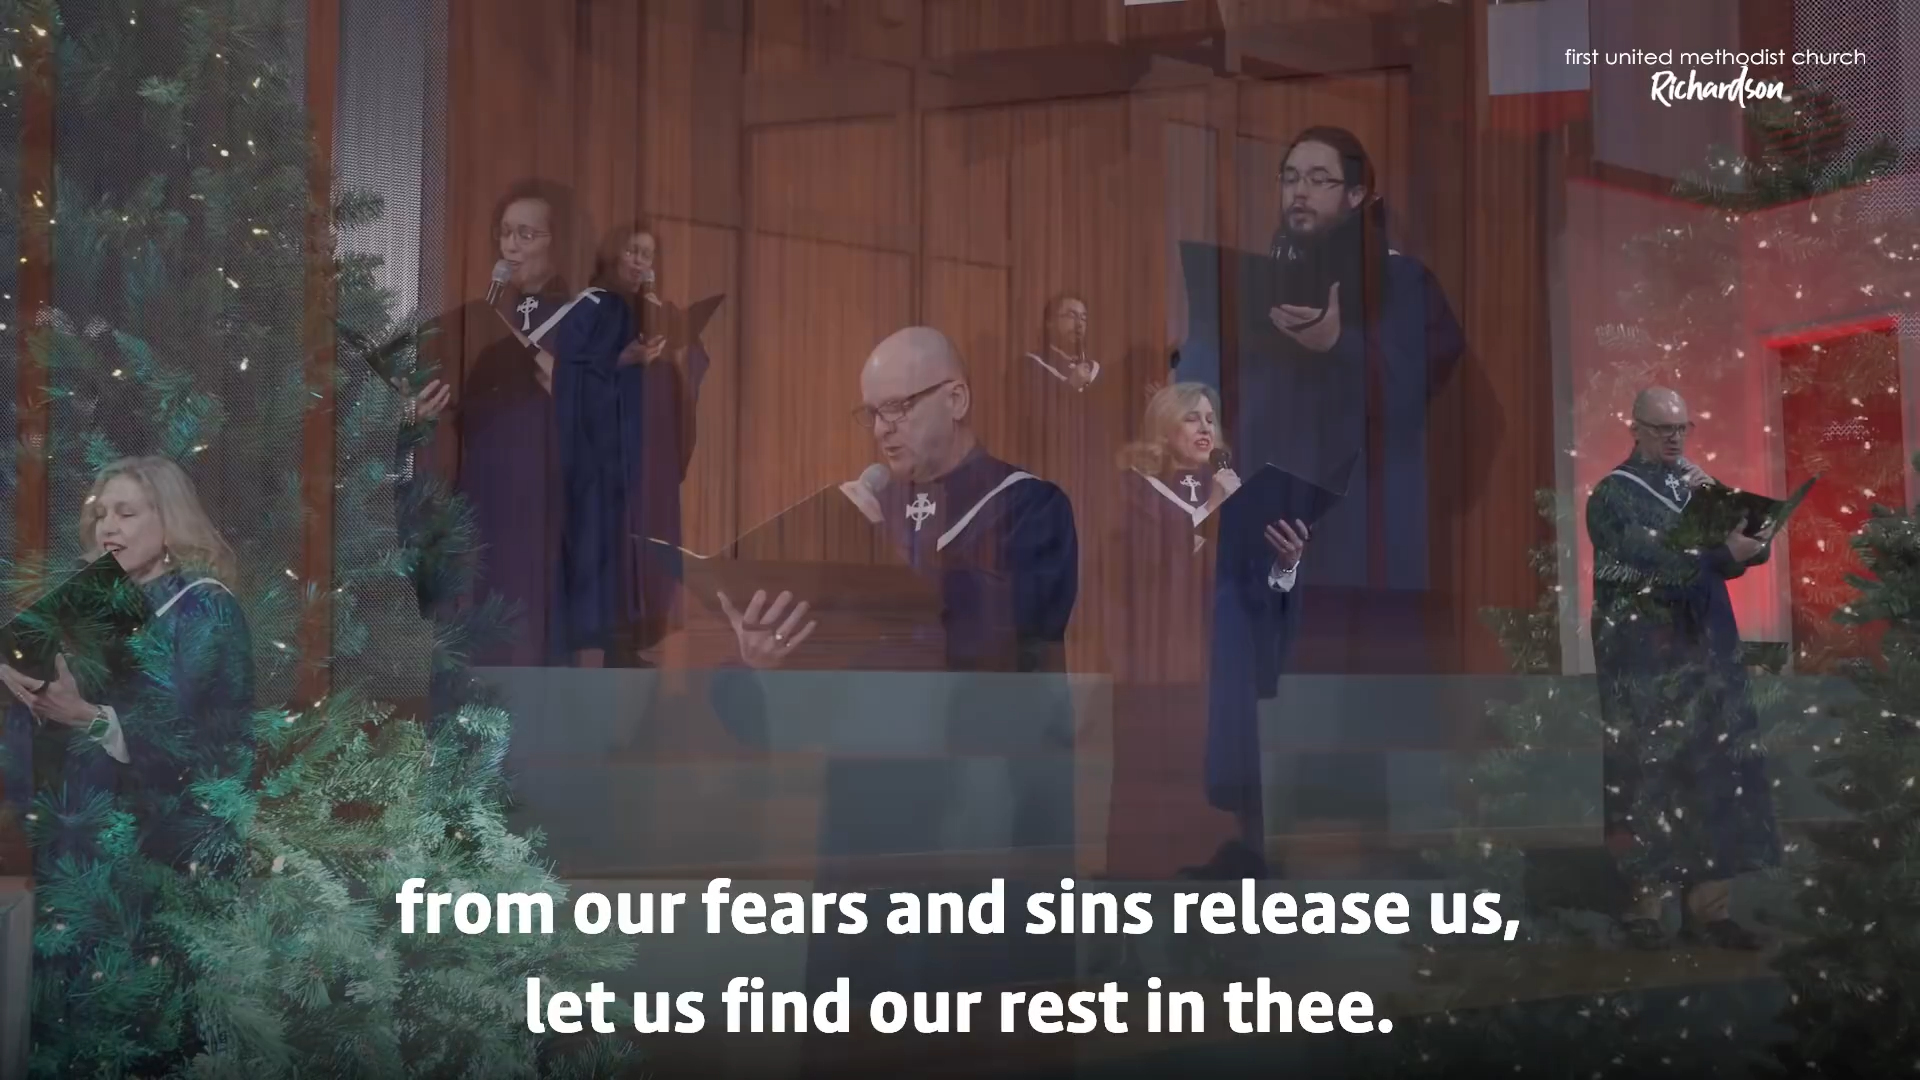 first united methodist church
Richardson
from our fears and sins release us,
let us find our rest in thee.